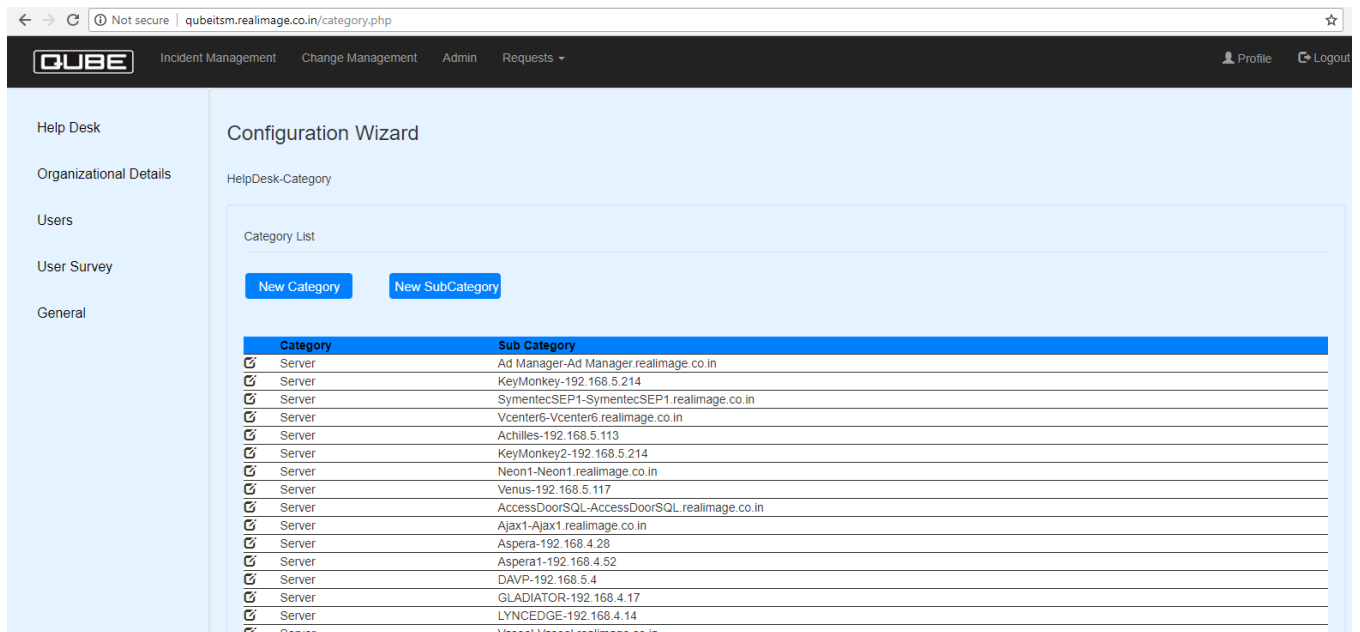 Not secure | qubeitsm.realimage.co.in/category.php
QUBE Incident Management Change Management Admin Requests Profile Logout
Help Desk
Organizational Details
Users
User Survey
General
Configuration Wizard
HelpDesk-Category
Category List
New Category New SubCategory
Category Sub Category
Server Ad Manager-Ad Manager.realimage.co.in
Server KeyMonkey-192.168.5.214
Server SymentecSEP1-SymentecSEP1.realimage.co.in
Server Vcenter6-Vcenter6.realimage.co.in
Server Achilles-192.168.5.113
Server KeyMonkey2-192.168.5.214
Server Neon1-Neon1.realimage.co.in
Server Venus-192.168.5.117
Server AccessDoorSQL-AccessDoorSQL.realimage.co.in
Server Ajax1-Ajax1.realimage.co.in
Server Aspera-192.168.4.28
Server Aspera1-192.168.4.52
Server DAVP-192.168.5.4
Server GLADIATOR-192.168.4.17
Server LYNCEDGE-192.168.4.14